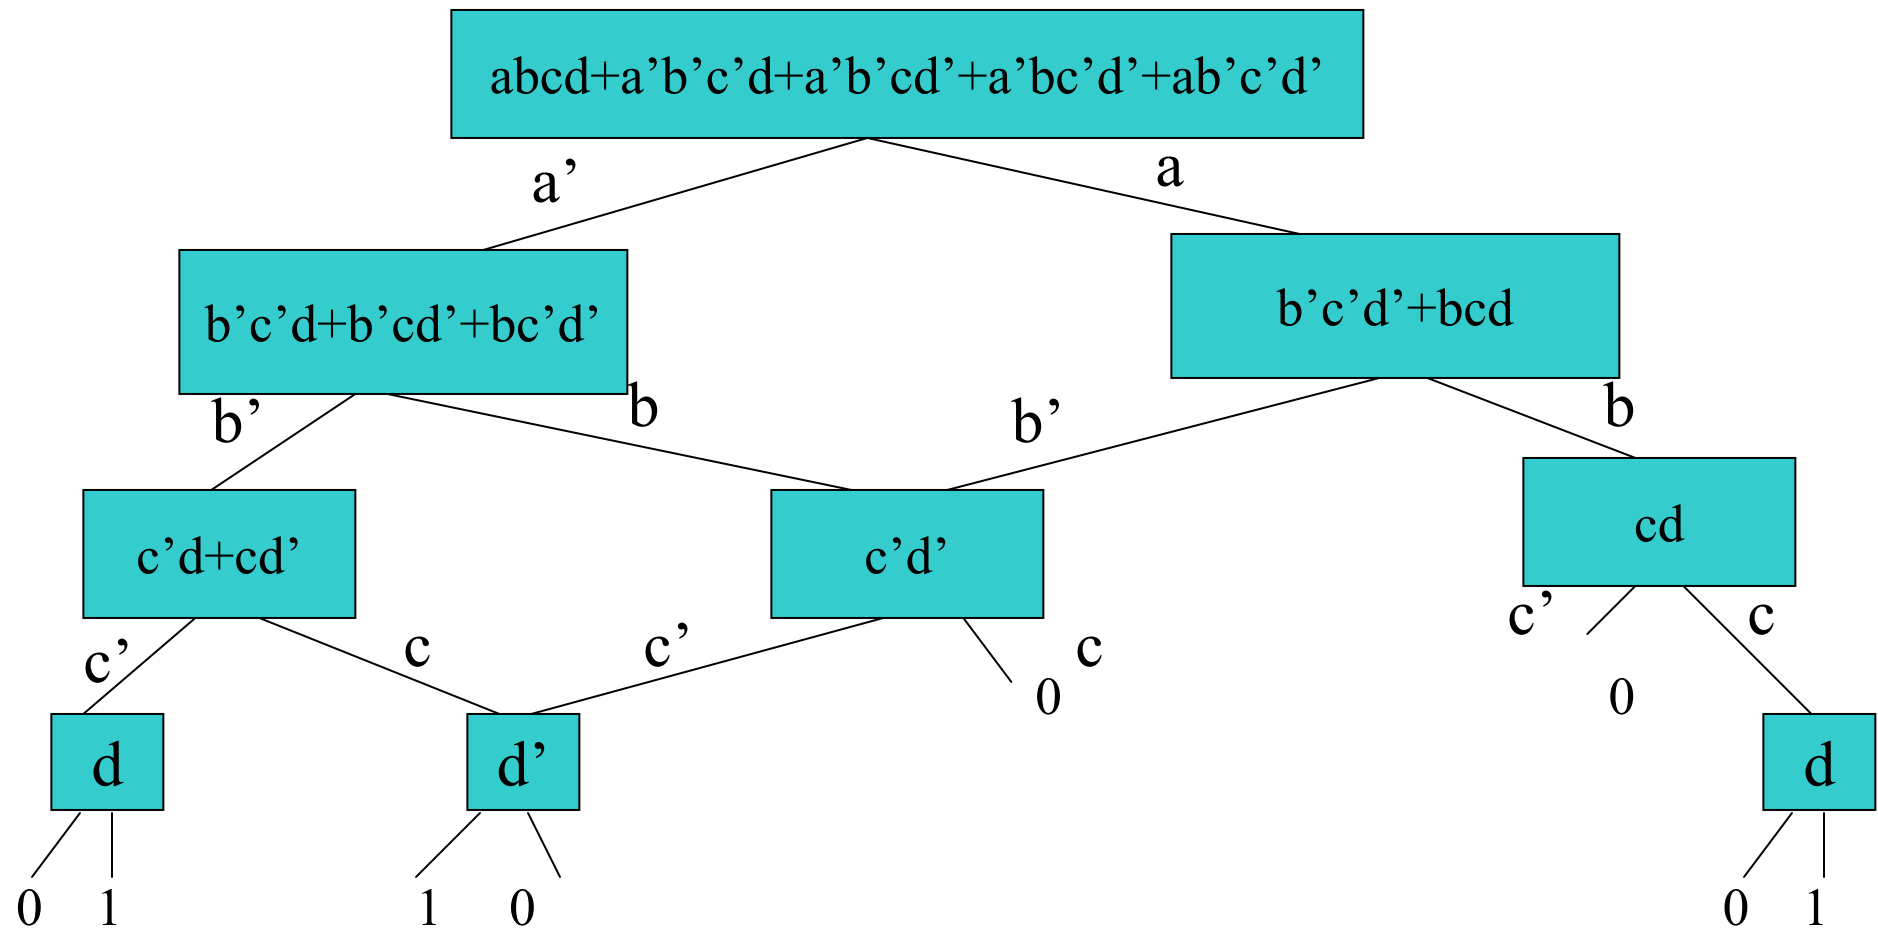 abcd+a’b’c’d+a’b’cd’+a’bc’d’+ab’c’d’
a’
a
b’c’d+b’cd’+bc’d’
b’c’d’+bcd
b’
b
b’
b
c’d+cd’
c’d’
cd
c’
c
c’
c
c’
c
0
0
d
d’
d
0
1
1
0
0
1